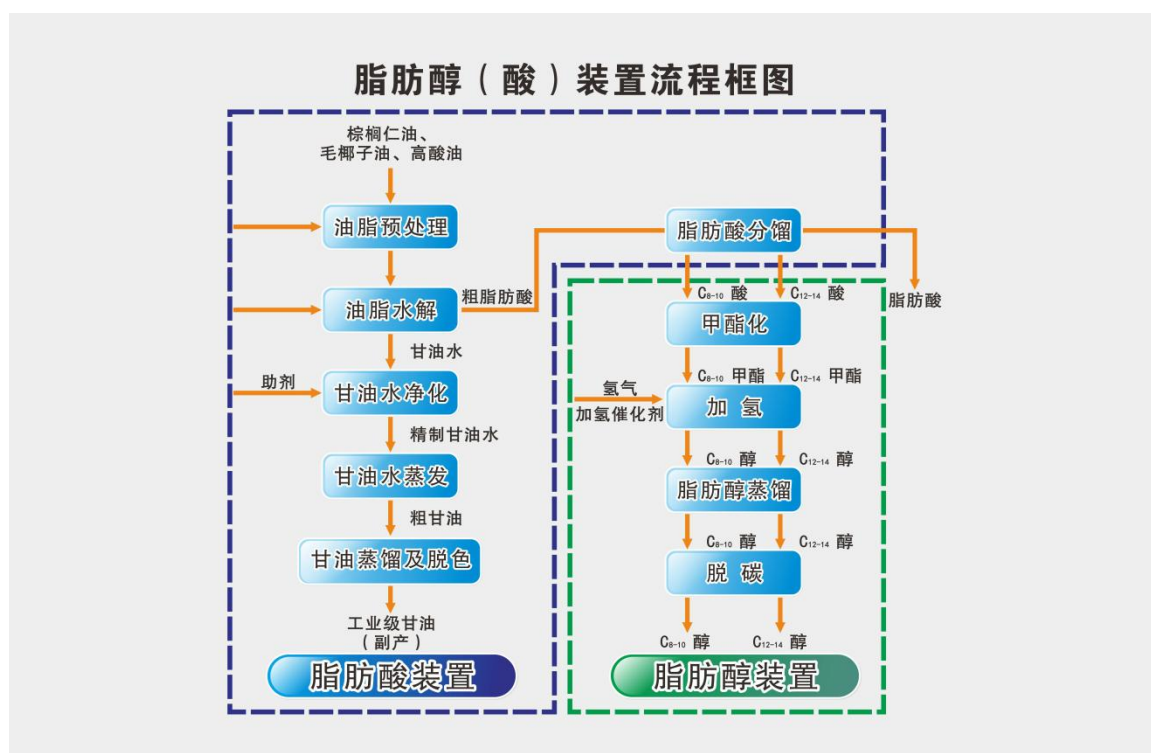 脂肪醇（酸）装置流程框图
棕榈仁油、
毛椰子油、高酸油
油脂预处理
油脂水解
粗脂肪酸
甘油水
助剂
甘油水净化
精制甘油水
甘油水蒸发
粗甘油
甘油蒸馏及脱色
工业级甘油
（副产）
脂肪酸装置
脂肪酸分馏
脂肪酸
C₈₋₁₀ 酸 C₁₂₋₁₄ 酸
甲酯化
C₈₋₁₀ 甲酯 C₁₂₋₁₄ 甲酯
氢气
加氢催化剂
加氢
C₈₋₁₀ 醇 C₁₂₋₁₄ 醇
脂肪醇蒸馏
C₈₋₁₀ 醇 C₁₂₋₁₄ 醇
脱碳
C₈₋₁₀ 醇 C₁₂₋₁₄ 醇
脂肪醇装置